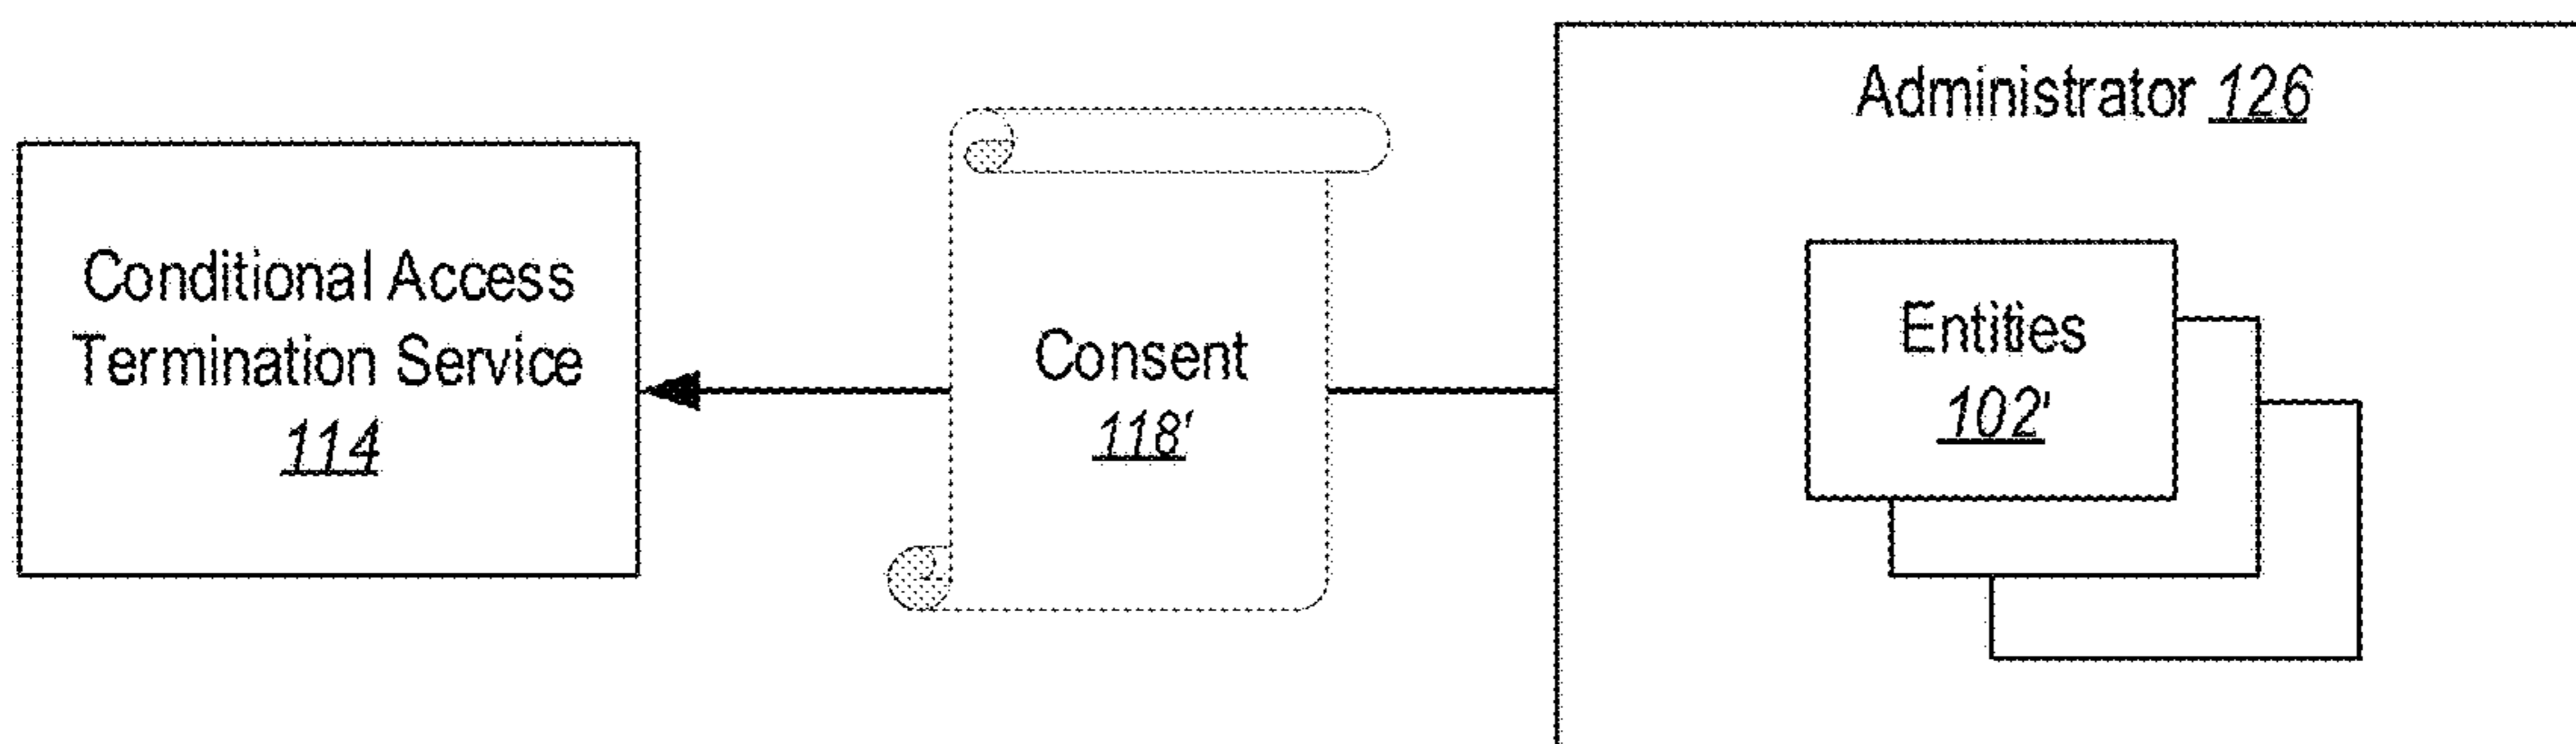 Administrator 126
Conditional Access
Termination Service
114
Consent
118'
Entities
102'